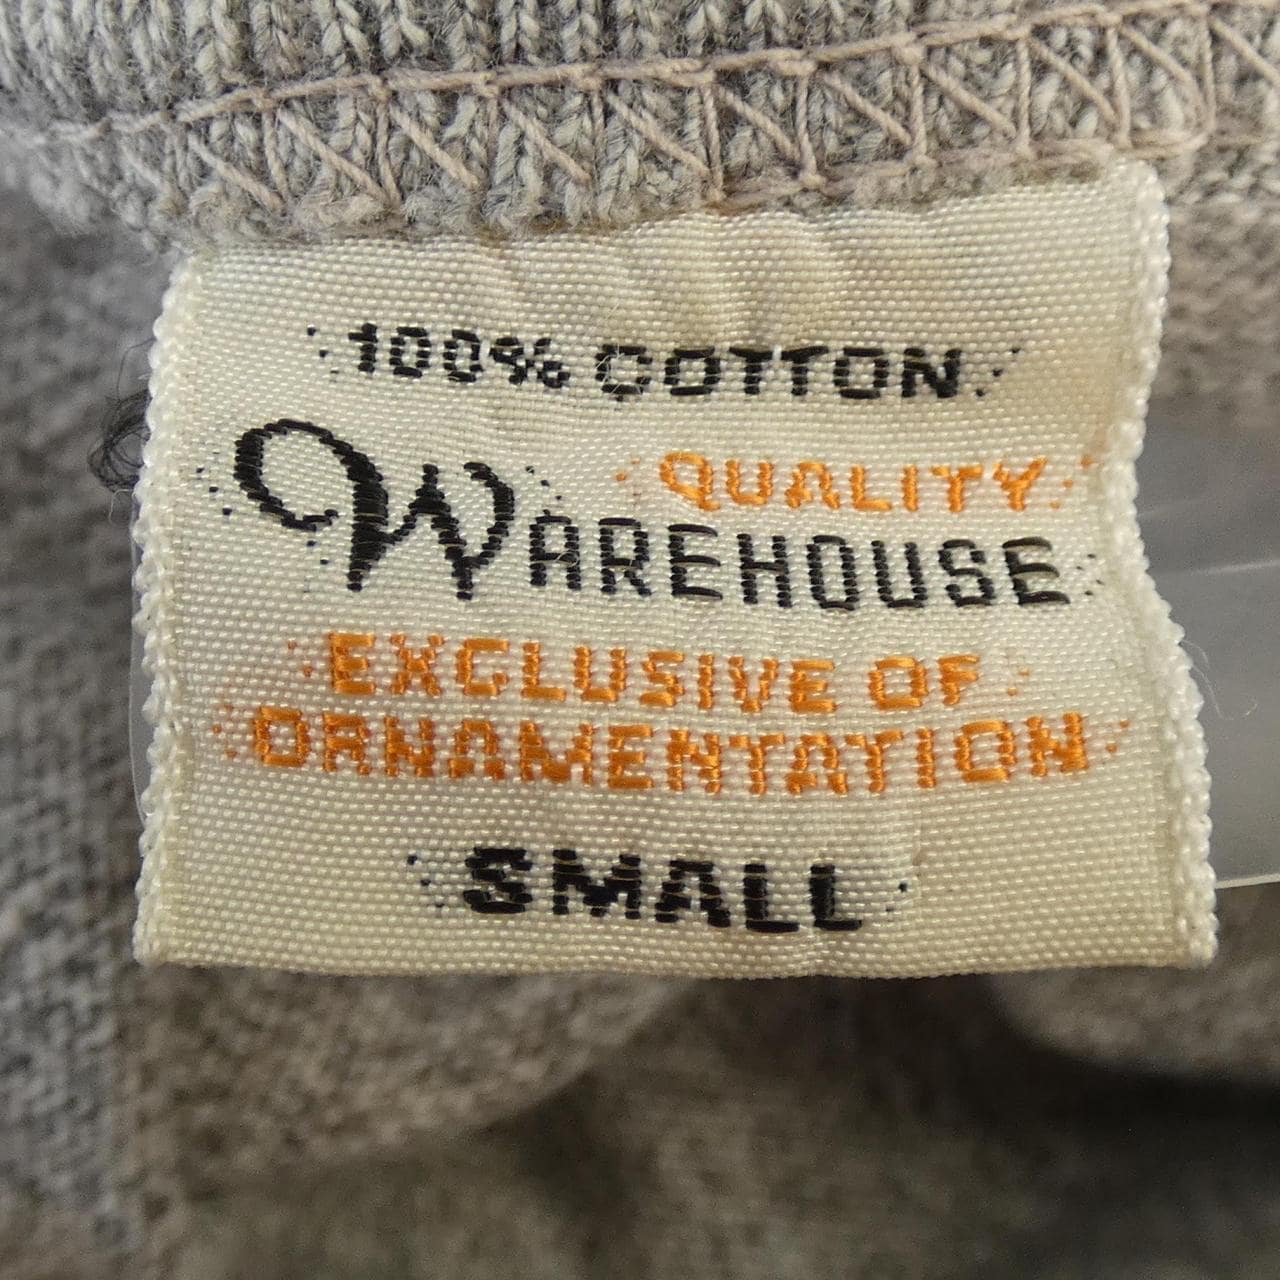 100% COTTON
QUALITY
WAREHOUSE
EXCLUSIVE OF
ORNAMENTATION
SMALL